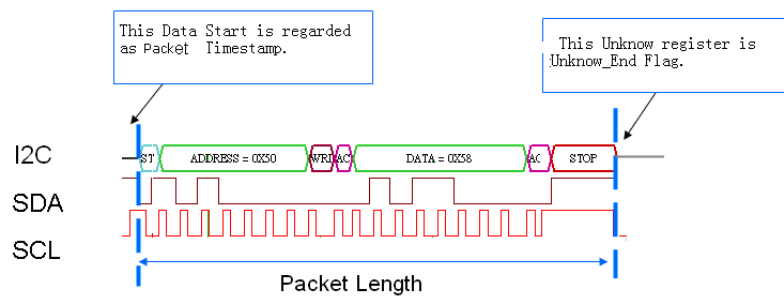 This Data Start is regarded
as Packet Timestamp.
This Unknow register is
Unknow_End Flag.
I2C
ST
ADDRESS = 0X50
WRI
AC
DATA = 0X58
AC
STOP
SDA
SCL
Packet Length